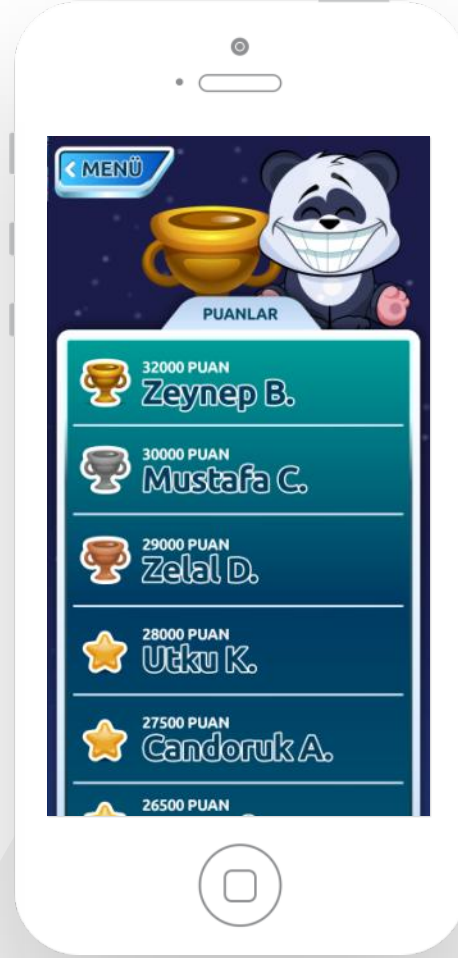 < MENÜ
PUANLAR
32000 PUAN
Zeynep B.
30000 PUAN
Mustafa C.
29000 PUAN
Zelal D.
28000 PUAN
Utku K.
27500 PUAN
Candoruk A.
26500 PUAN